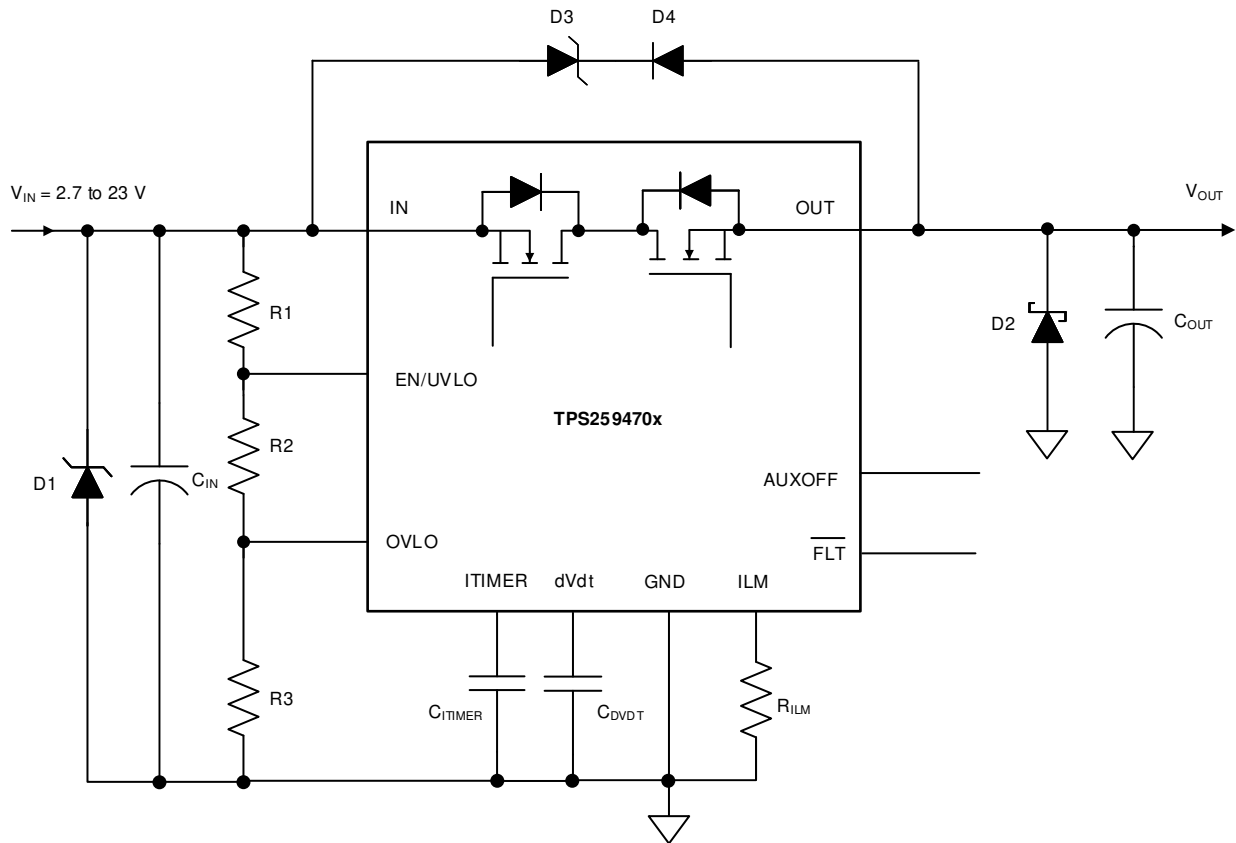 D3 D4
V_IN = 2.7 to 23 V
IN
OUT
V_OUT
R1
D2
C_OUT
EN/UVLO
TPS259470x
R2
D1
C_IN
AUXOFF
OVLO
FLT
ITIMER dVdt GND ILM
R3
C_ITIMER
C_DVDT
R_ILM